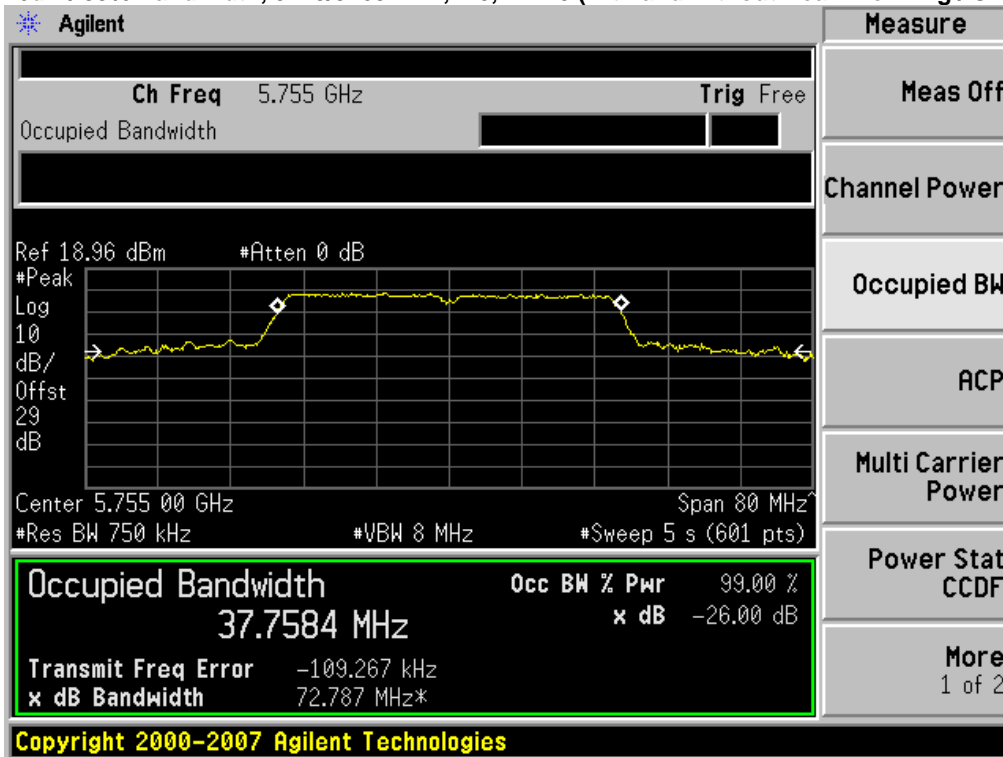 Agilent
Measure
Ch Freq 5.755 GHz
Trig Free
Occupied Bandwidth
Meas Off
Channel Power
Occupied BW
ACP
Multi Carrier
Power
Power Stat
CCDF
More
1 of 2
Ref 18.96 dBm #Atten 0 dB
#Peak
Log
10
dB/
Offst
29
dB
Center 5.755 00 GHz Span 80 MHz^
#Res BW 750 kHz #VBW 8 MHz #Sweep 5 s (601 pts)
Occupied Bandwidth
37.7584 MHz
Occ BW % Pwr 99.00 %
x dB -26.00 dB
Transmit Freq Error -109.267 kHz
x dB Bandwidth 72.787 MHz*
Copyright 2000-2007 Agilent Technologies